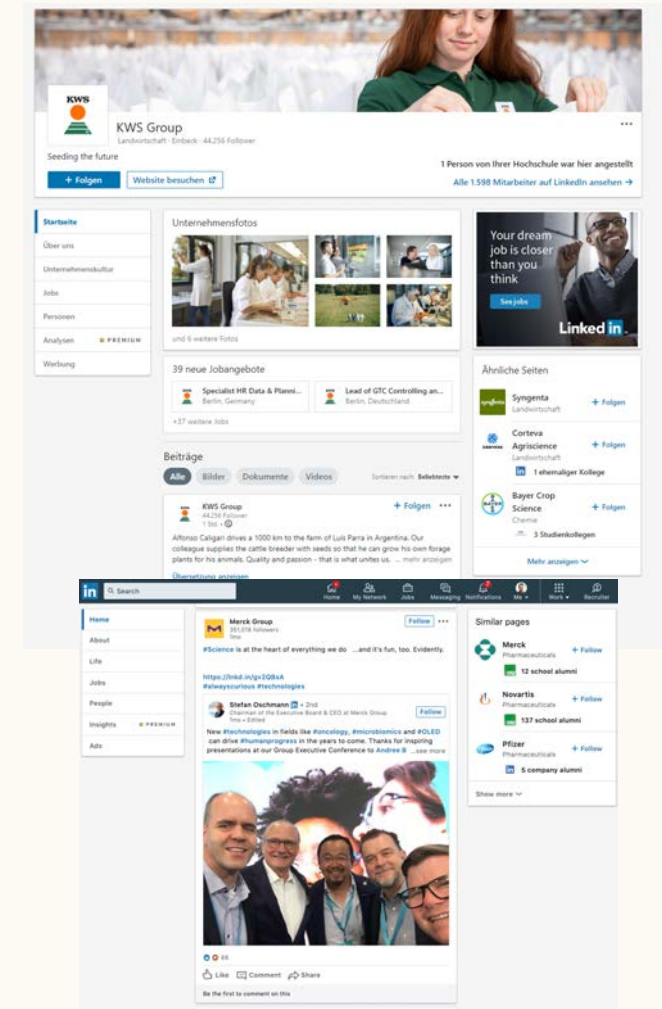 KWS
KWS Group
Landwirtschaft · Einbeck · 44.256 Follower
Seeding the future
1 Person von Ihrer Hochschule war hier angestellt
+ Folgen
Website besuchen
Alle 1.598 Mitarbeiter auf LinkedIn ansehen →
Startseite
Über uns
Unternehmenskultur
Jobs
Personen
Analysen PREMIUM
Werbung
Unternehmensfotos
und 6 weitere Fotos
39 neue Jobangebote
Specialist HR Data & Planni...
Berlin, Germany
Lead of GTC Controlling an...
Berlin, Deutschland
+37 weitere Jobs
Beiträge
Alle
Bilder
Dokumente
Videos
Sortieren nach: Beliebteste
KWS Group
44.256 Follower
1 Std. •
+ Folgen
Alfonso Caligari drives a 1000 km to the farm of Luis Parra in Argentina. Our
colleague supplies the cattle breeder with seeds so that he can grow his own forage
plants for his animals. Quality and passion - that is what unites us. ... mehr anzeigen
Übersetzung anzeigen
Your dream
job is closer
than you
think
See jobs
Linked in
Ähnliche Seiten
syngenta
Syngenta
Landwirtschaft
+ Folgen
CORTEVA
Corteva
Agriscience
Landwirtschaft
+ Folgen
in 1 ehemaliger Kollege
BAYER
Bayer Crop
Science
Chemie
+ Folgen
3 Studienkollegen
Mehr anzeigen
in
Search
Home
My Network
Jobs
Messaging
Notifications
Me
Work
Recruiter
Home
About
Life
Jobs
People
Insights PREMIUM
Ads
M
Merck Group
351,018 followers
1mo
Follow
#Science is at the heart of everything we do ...and it's fun, too. Evidently.
https://lnkd.in/gv2QBsA
#alwayscurious #technologies
Stefan Oschmann in • 2nd
Chairman of the Executive Board & CEO at Merck Group
1mo • Edited
Follow
New #technologies in fields like #oncology, #microbiomics and #OLED
can drive #humanprogress in the years to come. Thanks for inspiring
presentations at our Group Executive Conference to Andree B ...see more
Like
Comment
Share
Be the first to comment on this
Similar pages
Merck
Pharmaceuticals
+ Follow
12 school alumni
Novartis
Pharmaceuticals
+ Follow
137 school alumni
Pfizer
Pfizer
Pharmaceuticals
+ Follow
in 5 company alumni
Show more